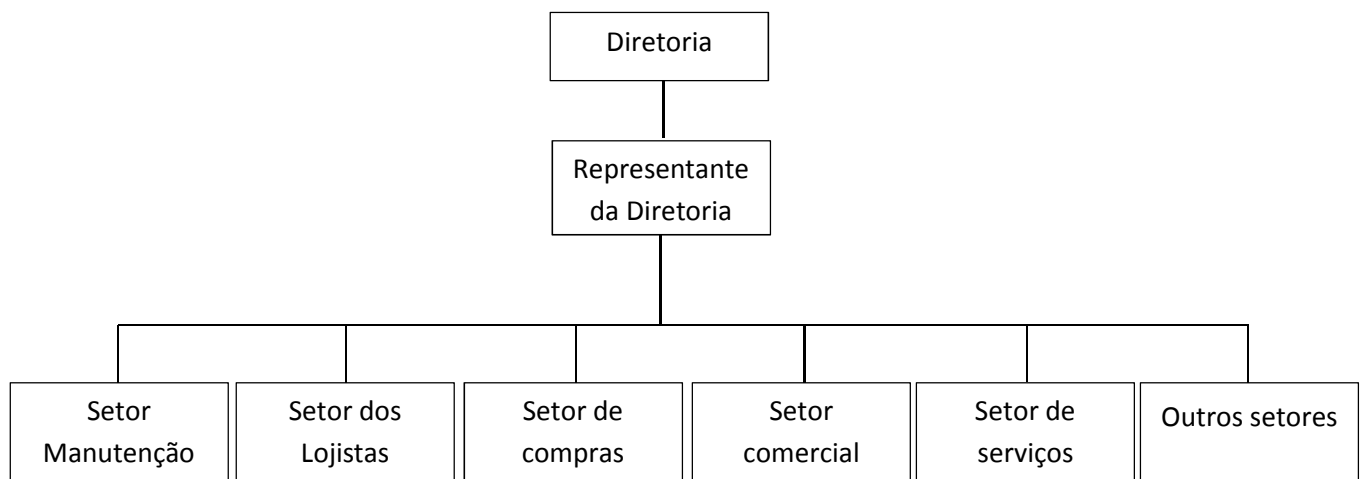 Diretoria
Representante
da Diretoria
Setor
Manutenção
Setor dos
Lojistas
Setor de
compras
Setor
comercial
Setor de
serviços
Outros setores